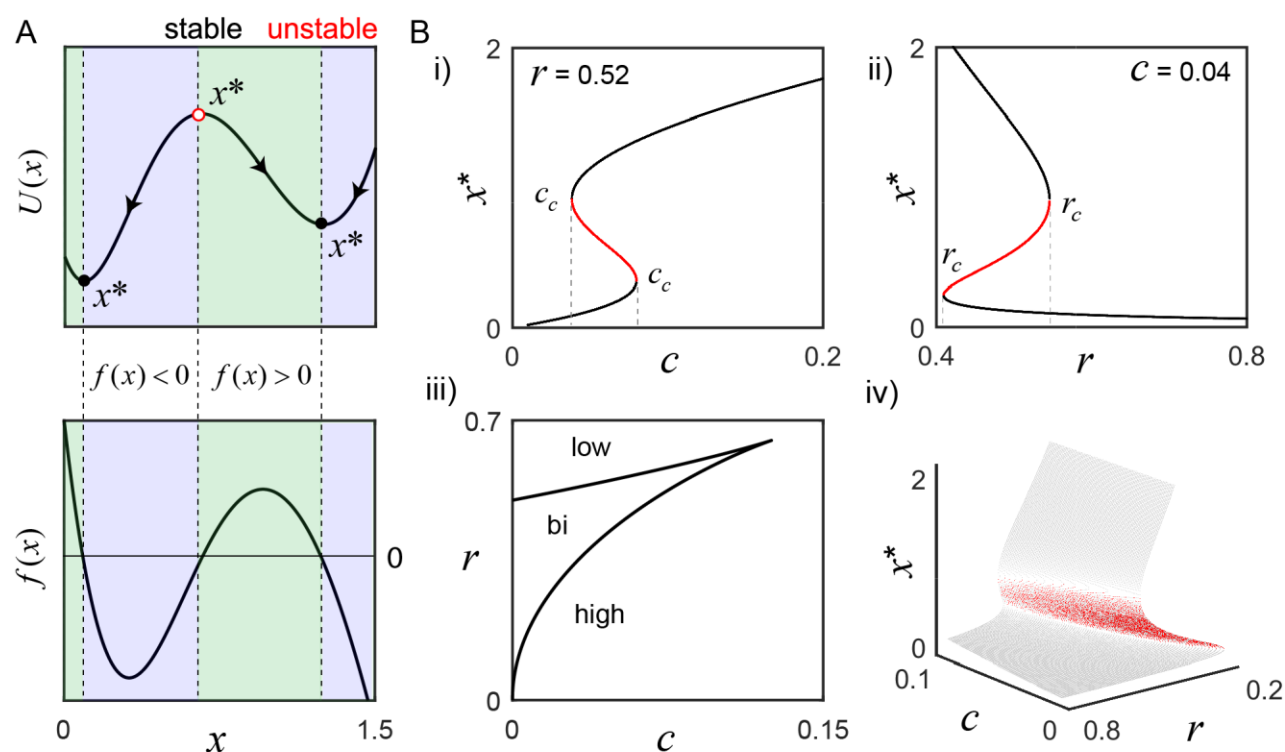 A
stable
unstable
U(x)
x*
x*
x*
f(x) < 0
f(x) > 0
f(x)
0
0
x
1.5
B
i)
r = 0.52
2
x*
0
c_c
c_c
0
c
0.2
ii)
c = 0.04
2
x*
0
r_c
r_c
0.4
r
0.8
iii)
0.7
r
0
low
bi
high
0
c
0.15
iv)
2
x*
0
0.1
c
0
0.8
r
0.2